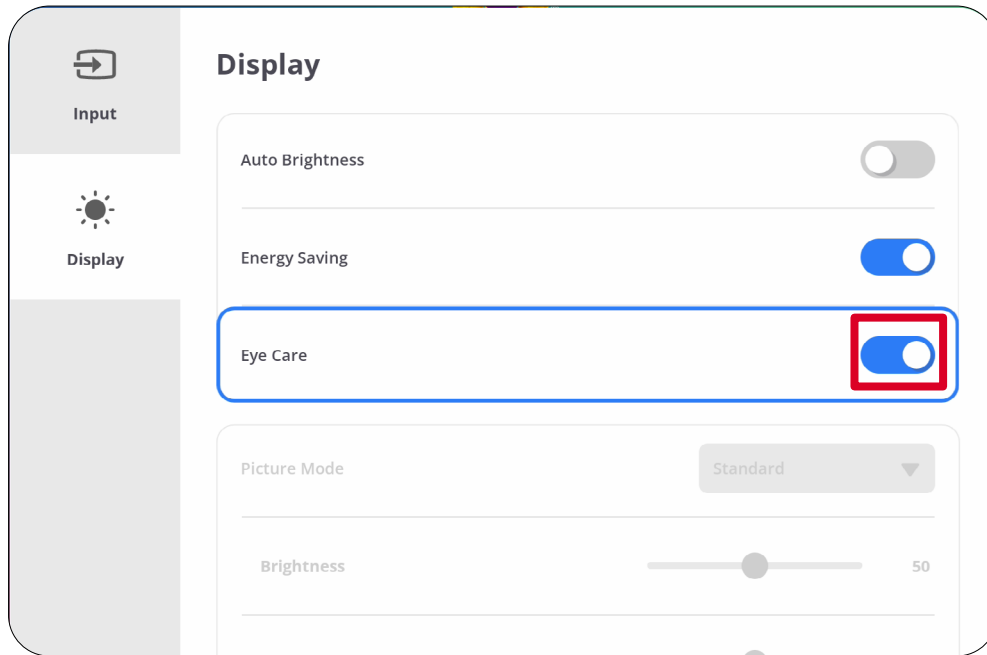 Input
Display
Display
Auto Brightness
Energy Saving
Eye Care
Picture Mode
Standard
Brightness
50